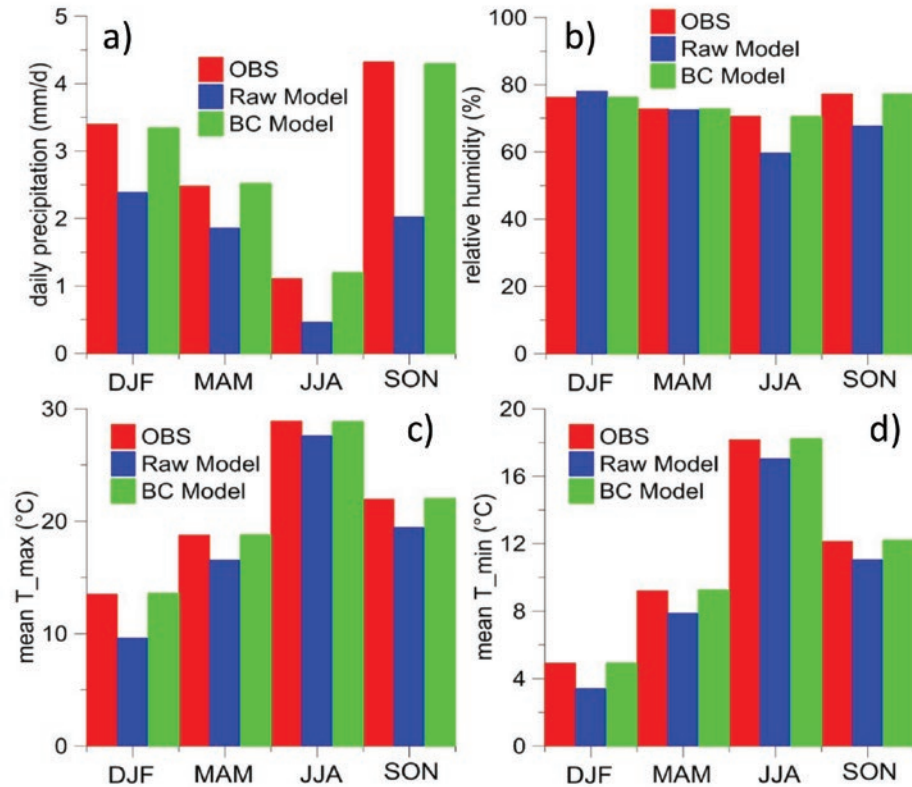 a)
daily precipitation (mm/d)
5
4
3
2
1
0
OBS
Raw Model
BC Model
DJF MAM JJA SON
b)
relative humidity (%)
100
80
60
40
20
0
OBS
Raw Model
BC Model
DJF MAM JJA SON
c)
mean T_max (°C)
30
20
10
0
OBS
Raw Model
BC Model
DJF MAM JJA SON
d)
mean T_min (°C)
20
16
12
8
4
0
OBS
Raw Model
BC Model
DJF MAM JJA SON